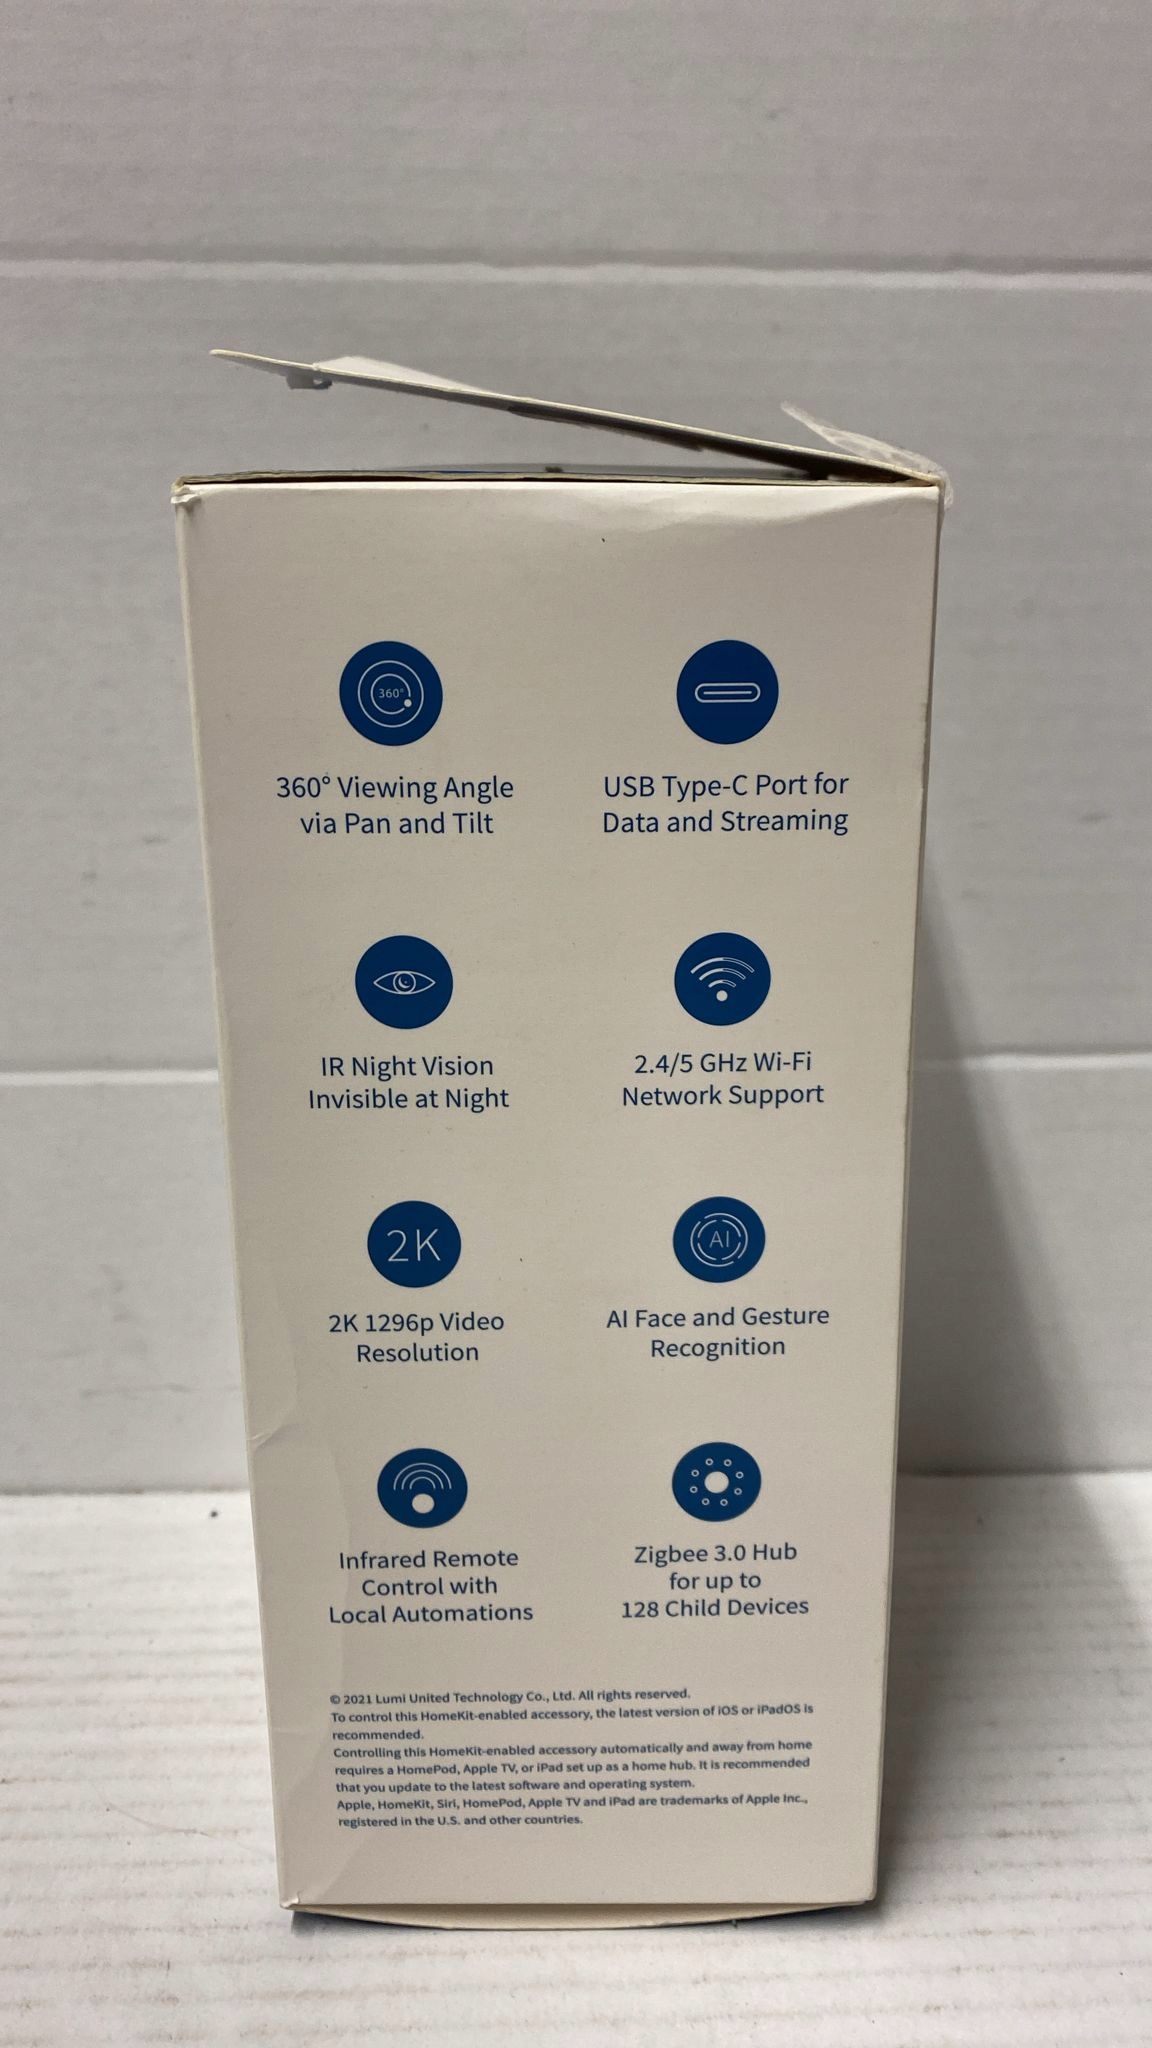 360°
360° Viewing Angle
via Pan and Tilt
USB Type-C Port for
Data and Streaming
IR Night Vision
Invisible at Night
2.4/5 GHz Wi-Fi
Network Support
2K
2K 1296p Video
Resolution
AI
AI Face and Gesture
Recognition
Infrared Remote
Control with
Local Automations
Zigbee 3.0 Hub
for up to
128 Child Devices
© 2021 Lumi United Technology Co., Ltd. All rights reserved.
To control this HomeKit-enabled accessory, the latest version of iOS or iPadOS is
recommended.
Controlling this HomeKit-enabled accessory automatically and away from home
requires a HomePod, Apple TV, or iPad set up as a home hub. It is recommended
that you update to the latest software and operating system.
Apple, HomeKit, Siri, HomePod, Apple TV and iPad are trademarks of Apple Inc.,
registered in the U.S. and other countries.